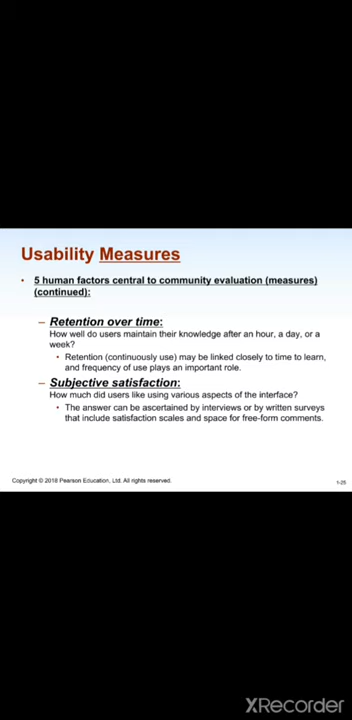 Usability Measures
• 5 human factors central to community evaluation (measures)
(continued):
– Retention over time:
How well do users maintain their knowledge after an hour, a day, or a
week?
• Retention (continuously use) may be linked closely to time to learn,
and frequency of use plays an important role.
– Subjective satisfaction:
How much did users like using various aspects of the interface?
• The answer can be ascertained by interviews or by written surveys
that include satisfaction scales and space for free-form comments.
Copyright © 2018 Pearson Education, Ltd. All rights reserved.
1-25
XRecorder